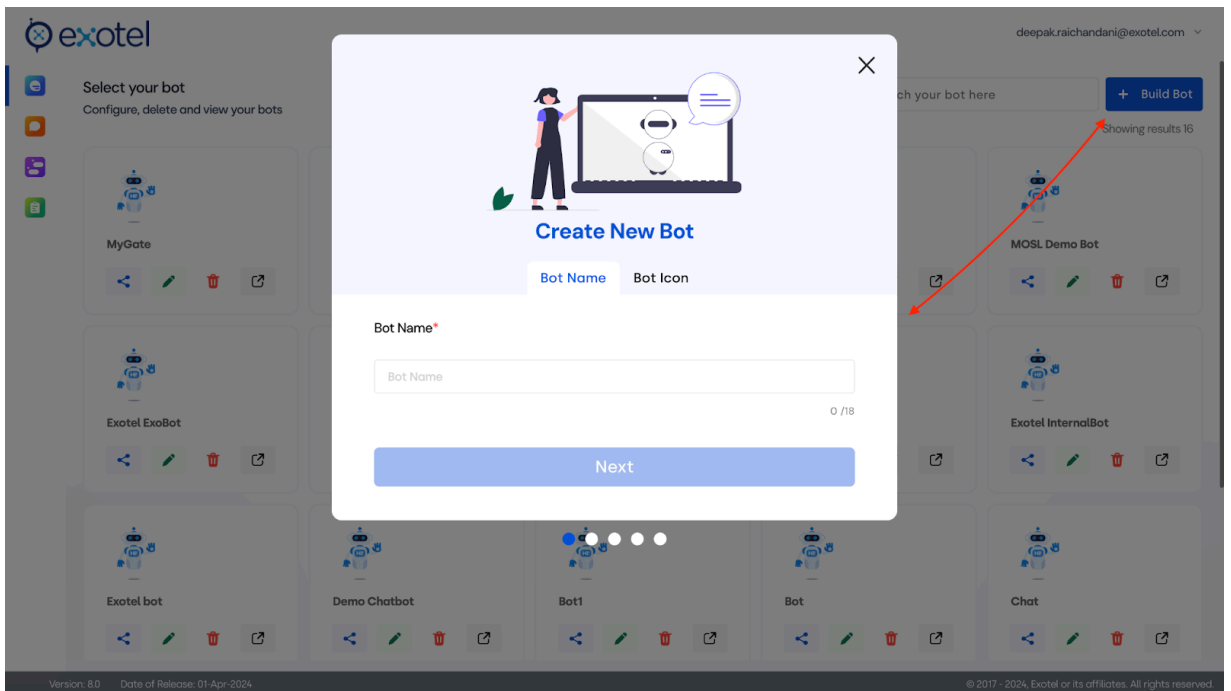 exotel
deepak.raichandani@exotel.com
Select your bot
Configure, delete and view your bots
ch your bot here
+ Build Bot
Showing results 16
Create New Bot
Bot Name
Bot Icon
Bot Name*
Bot Name
0 /18
Next
MyGate
MOSL Demo Bot
Exotel ExoBot
Exotel InternalBot
Exotel bot
Demo Chatbot
Bot1
Bot
Chat
Version: 8.0
Date of Release: 01-Apr-2024
© 2017 - 2024, Exotel or its affiliates. All rights reserved.